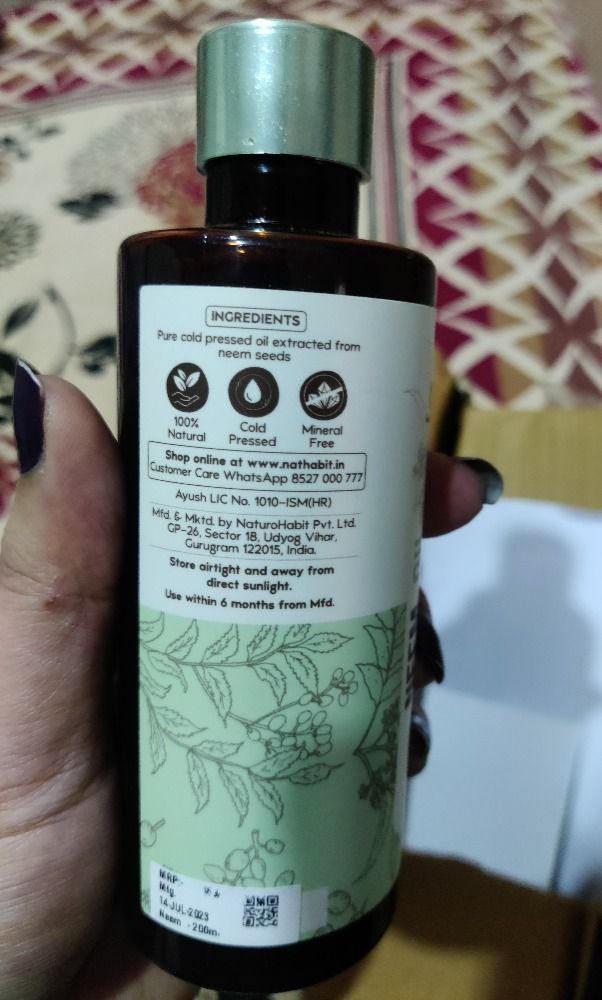 INGREDIENTS
Pure cold pressed oil extracted from
neem seeds
100%
Natural
Cold
Pressed
Mineral
Free
Shop online at www.nathabit.in
Customer Care WhatsApp 8527 000 777
Ayush LIC No. 1010-ISM(HR)
Mfd. & Mktd. by NaturoHabit Pvt. Ltd.
GP-26, Sector 18, Udyog Vihar,
Gurugram 122015, India.
Store airtight and away from
direct sunlight.
Use within 6 months from Mfd.
MRP:-
Mfg.
14-JUL-2023
Neem -200m